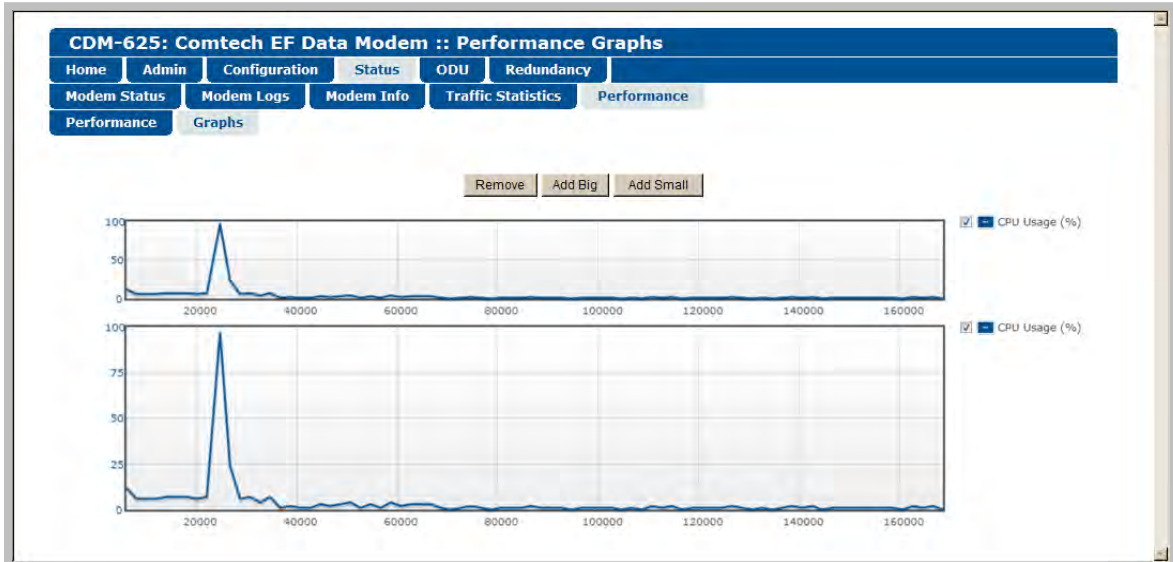 CDM-625: Comtech EF Data Modem :: Performance Graphs
Home Admin Configuration Status ODU Redundancy
Modem Status Modem Logs Modem Info Traffic Statistics Performance
Performance Graphs
Remove Add Big Add Small
100
50
0
20000 40000 60000 80000 100000 120000 140000 160000
CPU Usage (%)
100
75
50
25
0
20000 40000 60000 80000 100000 120000 140000 160000
CPU Usage (%)